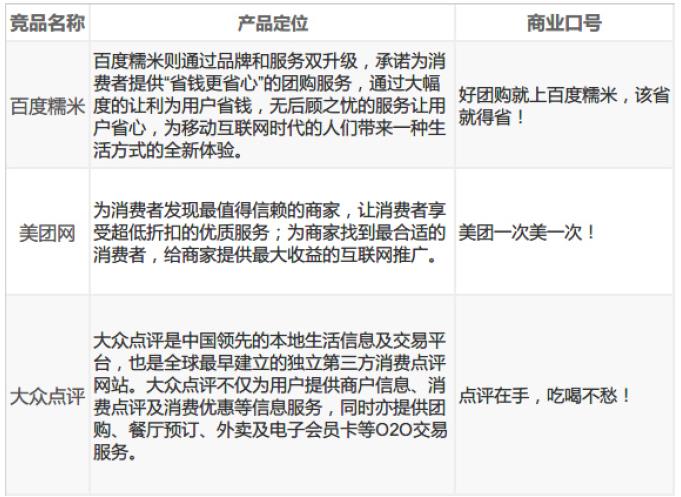 竞品名称 产品定位 商业口号
百度糯米
百度糯米则通过品牌和服务双升级，承诺为消
费者提供“省钱更省心”的团购服务，通过大幅
度的让利为用户省钱，无后顾之忧的服务让用
户省心，为移动互联网时代的人们带来一种生
活方式的全新体验。
好团购就上百度糯米，该省
就得省！
美团网
为消费者发现最值得信赖的商家，让消费者享
受超低折扣的优质服务；为商家找到最合适的
消费者，给商家提供最大收益的互联网推广。
美团一次美一次！
大众点评
大众点评是中国领先的本地生活信息及交易平
台，也是全球最早建立的独立第三方消费点评
网站。大众点评不仅为用户提供商户信息、消
费点评及消费优惠等信息服务，同时亦提供团
购、餐厅预订、外卖及电子会员卡等O2O交易
服务。
点评在手，吃喝不愁！